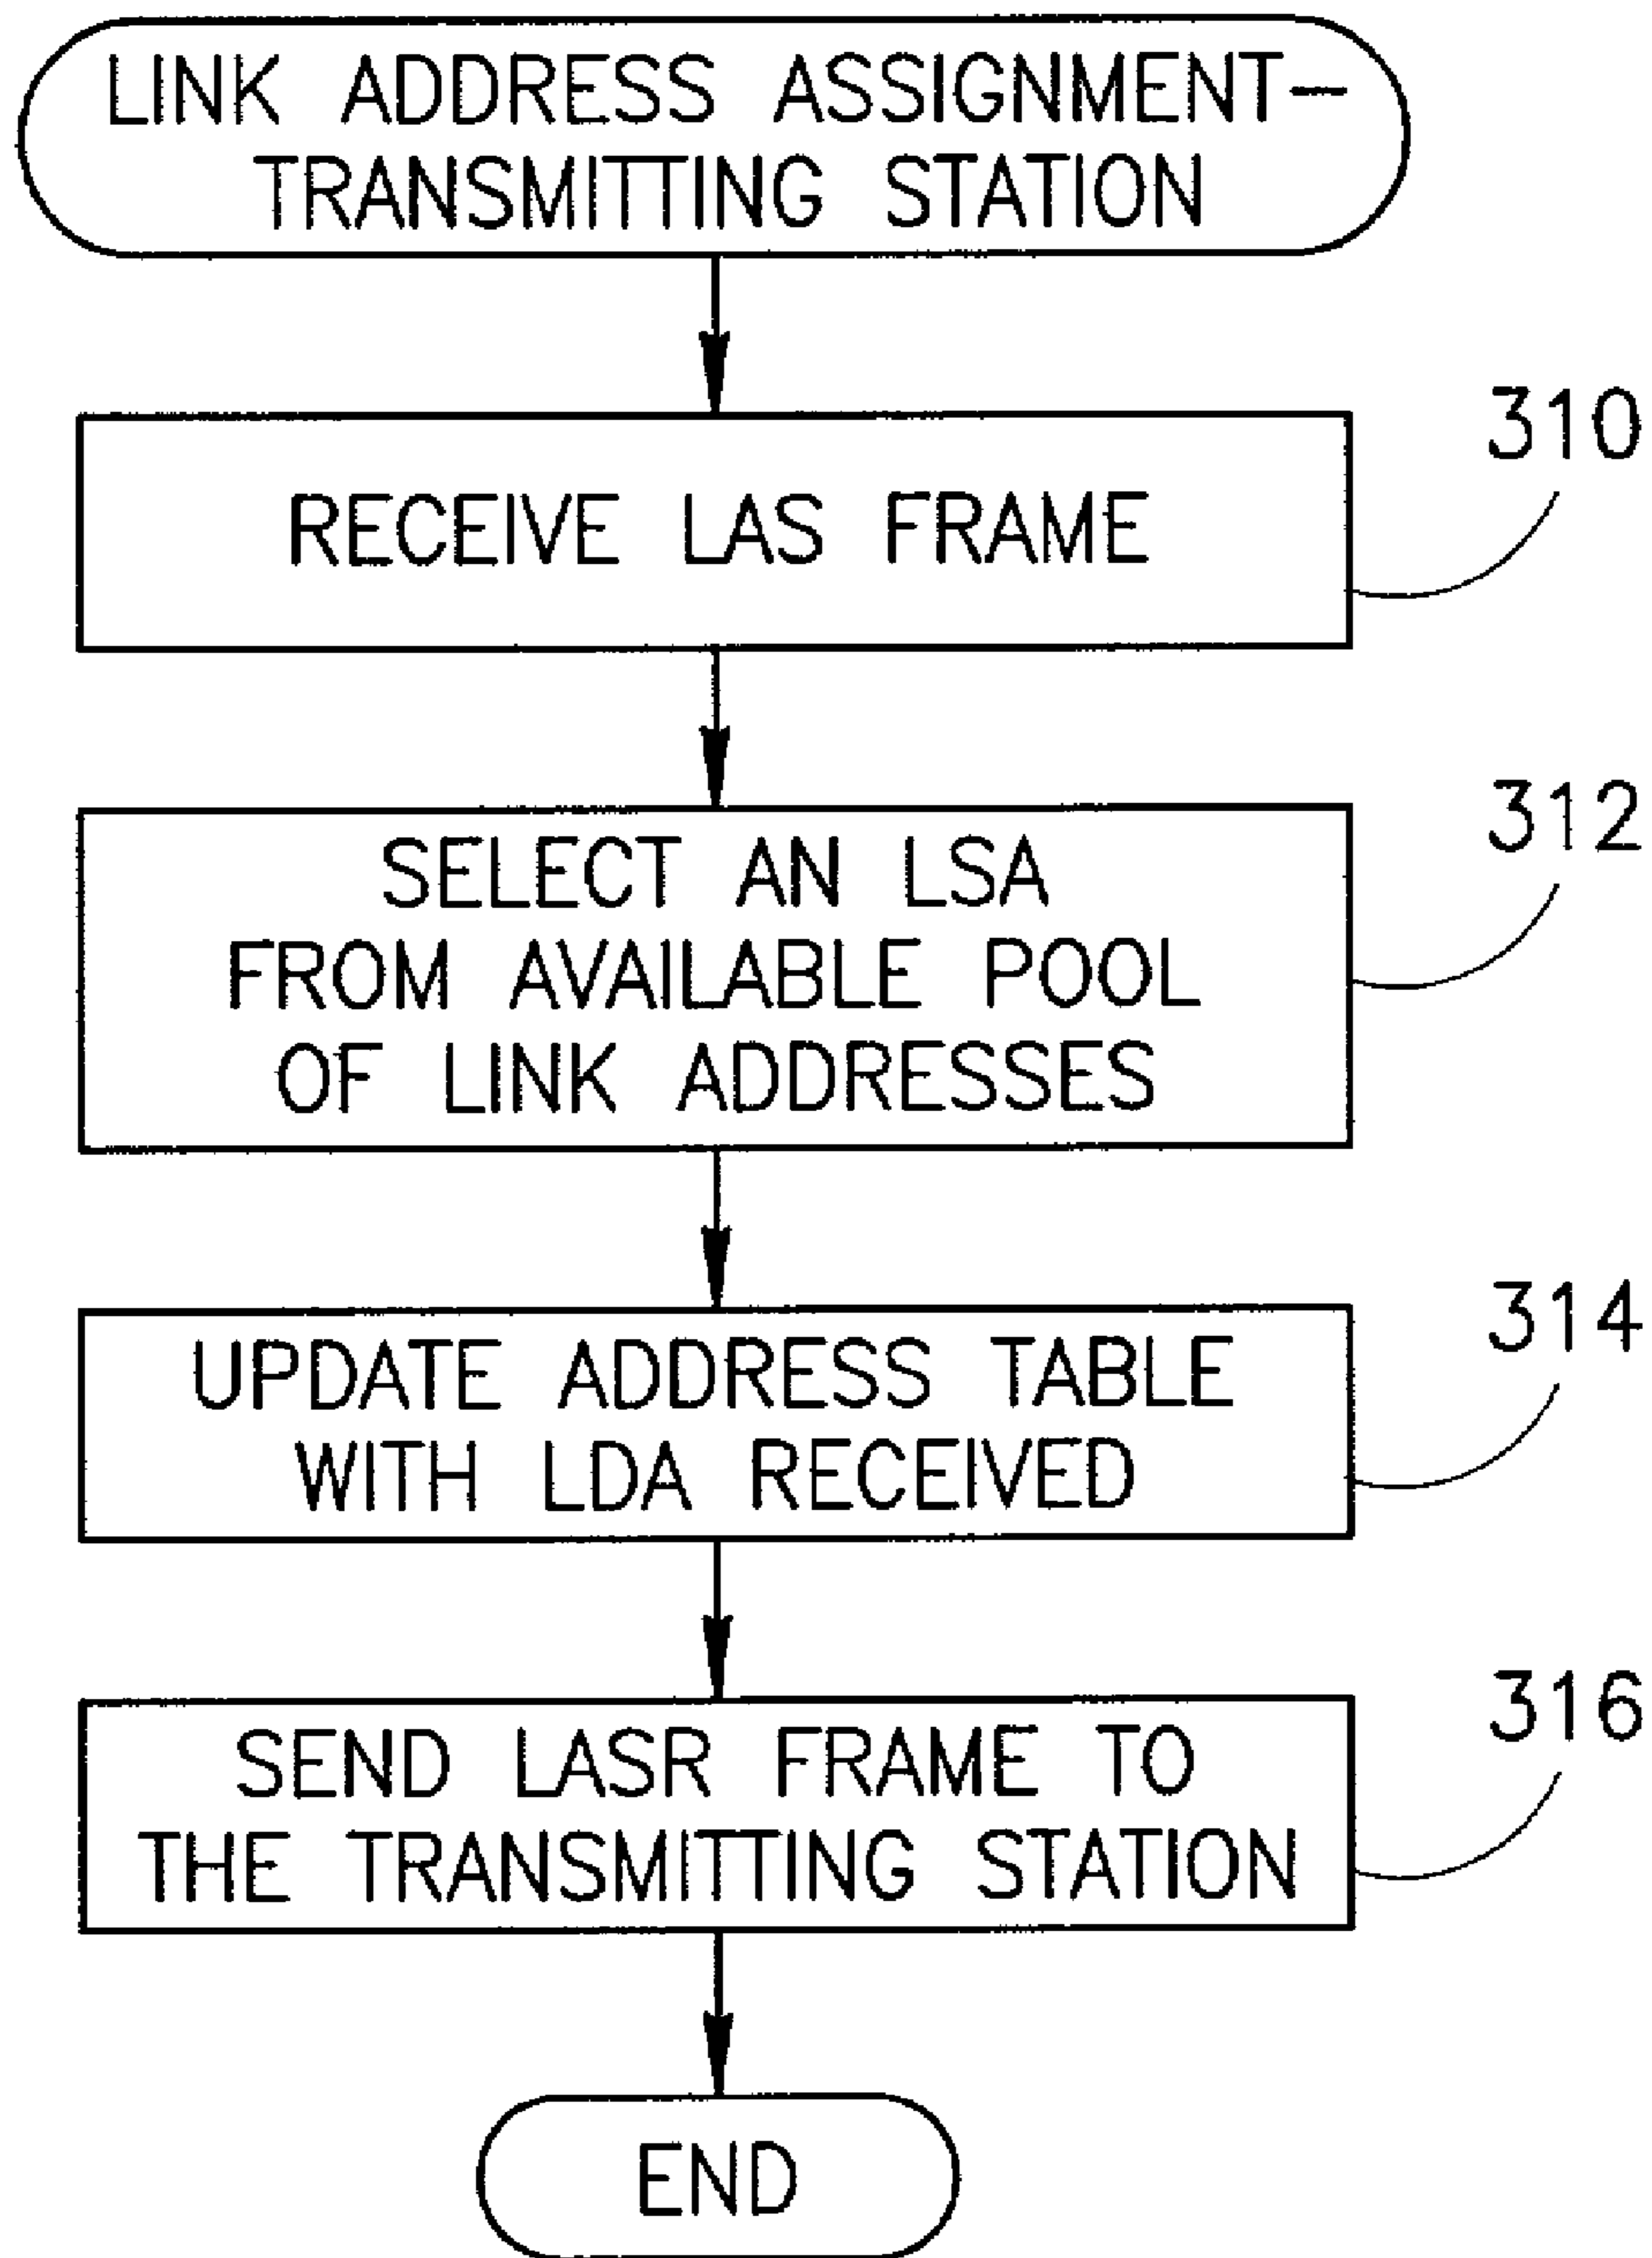 LINK ADDRESS ASSIGNMENT-
TRANSMITTING STATION
310
RECEIVE LAS FRAME
312
SELECT AN LSA
FROM AVAILABLE POOL
OF LINK ADDRESSES
314
UPDATE ADDRESS TABLE
WITH LDA RECEIVED
316
SEND LASR FRAME TO
THE TRANSMITTING STATION
END